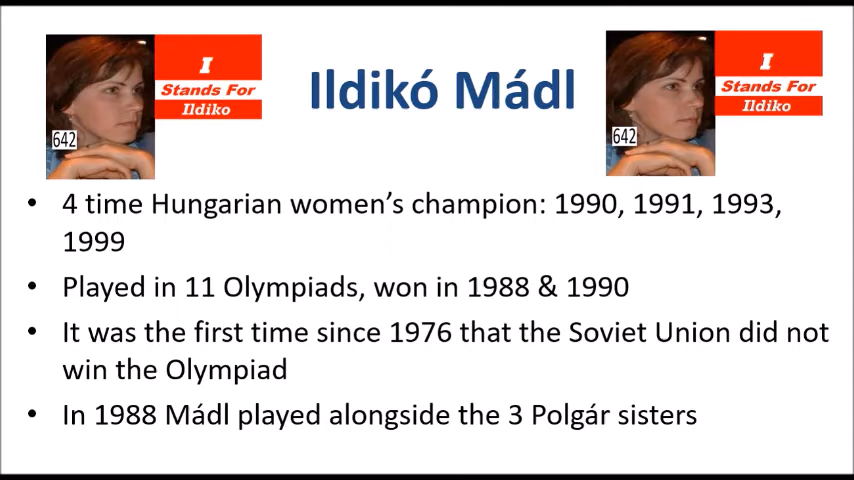 I
Stands For
Ildiko
642
Ildikó Mádl
I
Stands For
Ildiko
642
• 4 time Hungarian women’s champion: 1990, 1991, 1993,
1999
• Played in 11 Olympiads, won in 1988 & 1990
• It was the first time since 1976 that the Soviet Union did not
win the Olympiad
• In 1988 Mádl played alongside the 3 Polgár sisters